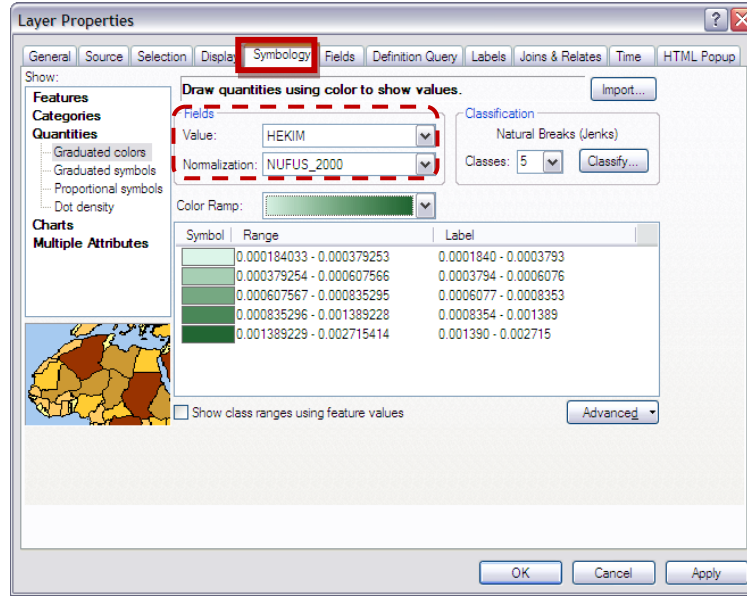 Layer Properties
General Source Selection Display Symbology Fields Definition Query Labels Joins & Relates Time HTML Popup
Show:
Features
Categories
Quantities
Graduated colors
Graduated symbols
Proportional symbols
Dot density
Charts
Multiple Attributes
Draw quantities using color to show values.
Import...
Fields
Value: HEKIM
Normalization: NUFUS_2000
Classification
Natural Breaks (Jenks)
Classes: 5 Classify...
Color Ramp:
Symbol Range Label
0.000184033 - 0.000379253 0.0001840 - 0.0003793
0.000379254 - 0.000607566 0.0003794 - 0.0006076
0.000607567 - 0.000835295 0.0006077 - 0.0008353
0.000835296 - 0.001389228 0.0008354 - 0.001389
0.001389229 - 0.002715414 0.001390 - 0.002715
Show class ranges using feature values
Advanced
OK Cancel Apply